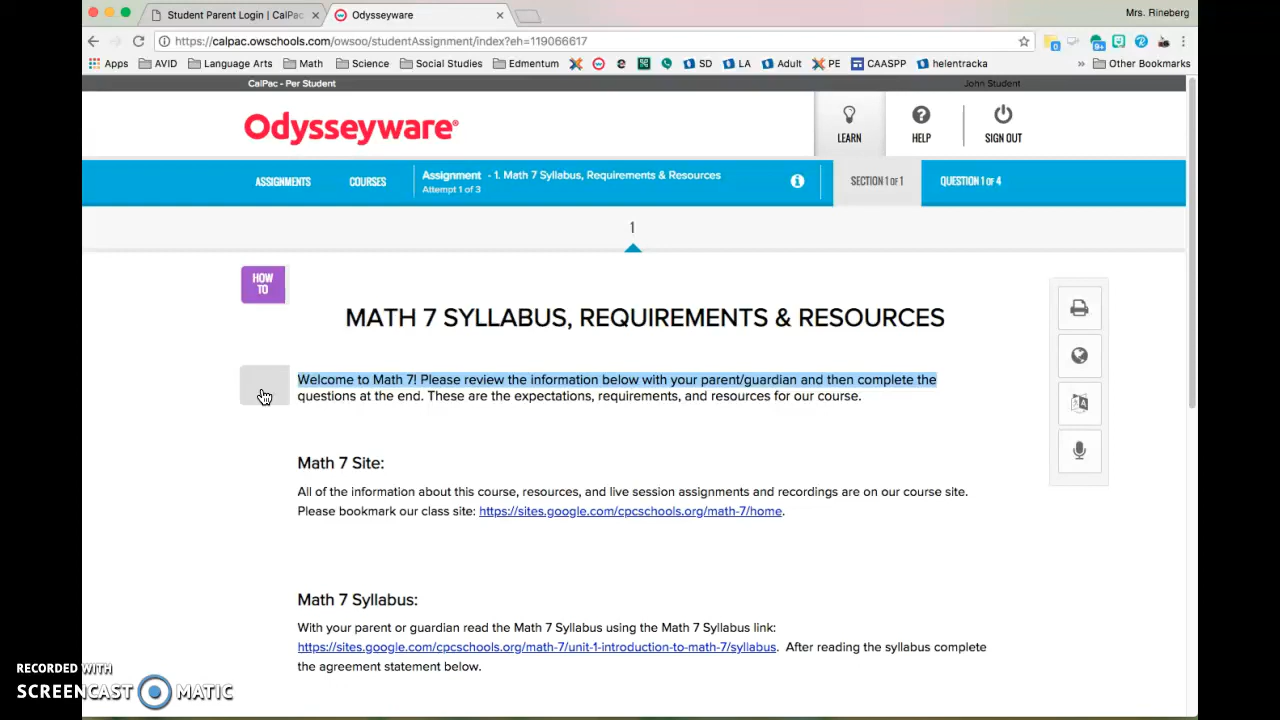 Student Parent Login | CalPac
Odysseyware
Mrs. Rineberg
https://calpac.owschools.com/owsoo/studentAssignment/index?eh=119066617
Apps AVID Language Arts Math Science Social Studies Edmentum SD LA Adult PE CAASPP helentracka » Other Bookmarks
CalPac - Per Student
John Student
Odysseyware
LEARN
HELP
SIGN OUT
ASSIGNMENTS
COURSES
Assignment - 1. Math 7 Syllabus, Requirements & Resources
Attempt 1 of 3
SECTION 1 OF 1
QUESTION 1 OF 4
1
HOW
TO
MATH 7 SYLLABUS, REQUIREMENTS & RESOURCES
Welcome to Math 7! Please review the information below with your parent/guardian and then complete the
questions at the end. These are the expectations, requirements, and resources for our course.
Math 7 Site:
All of the information about this course, resources, and live session assignments and recordings are on our course site.
Please bookmark our class site: https://sites.google.com/cpcschools.org/math-7/home.
Math 7 Syllabus:
With your parent or guardian read the Math 7 Syllabus using the Math 7 Syllabus link:
https://sites.google.com/cpcschools.org/math-7/unit-1-introduction-to-math-7/syllabus. After reading the syllabus complete
the agreement statement below.
RECORDED WITH
SCREENCAST MATIC